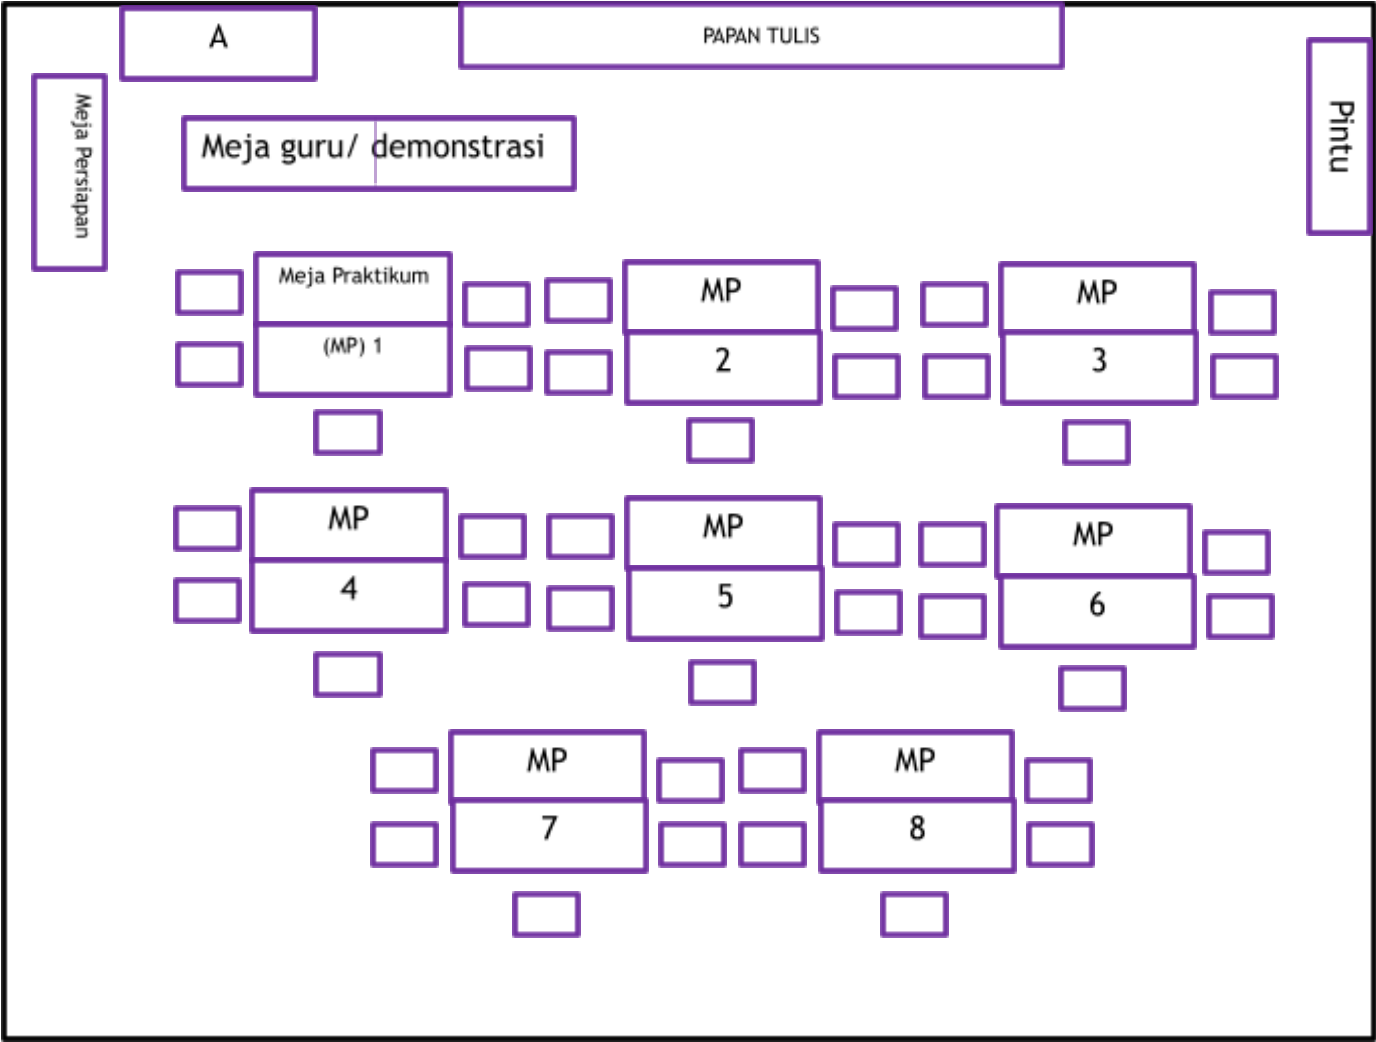 A
PAPAN TULIS
Pintu
Meja Persiapan
Meja guru/ demonstrasi
Meja Praktikum
(MP) 1
MP
2
MP
3
MP
4
MP
5
MP
6
MP
7
MP
8